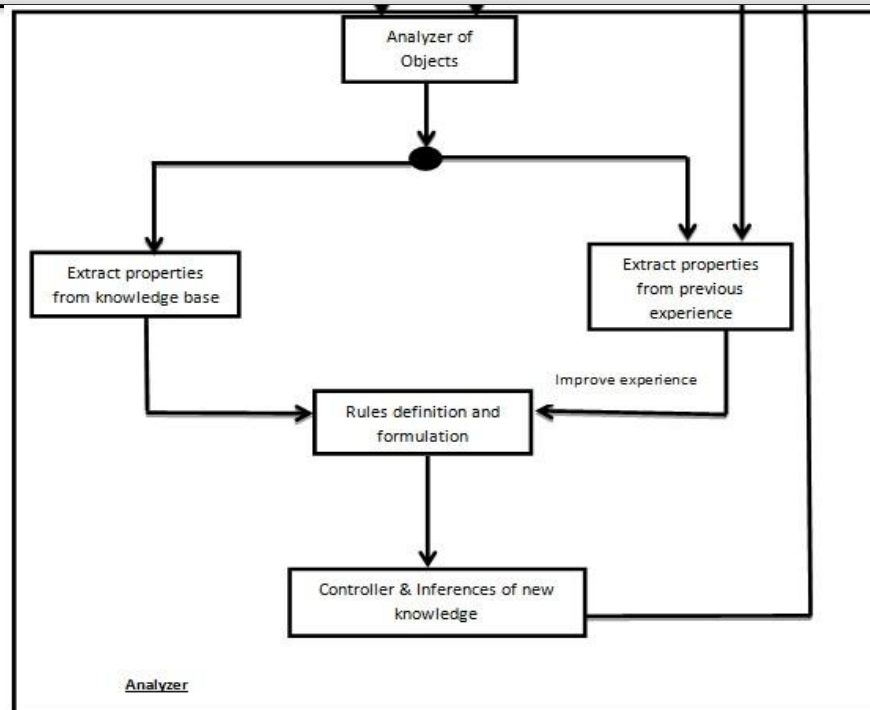 Analyzer of
Objects
Extract properties
from knowledge base
Extract properties
from previous
experience
Improve experience
Rules definition and
formulation
Controller & Inferences of new
knowledge
Analyzer